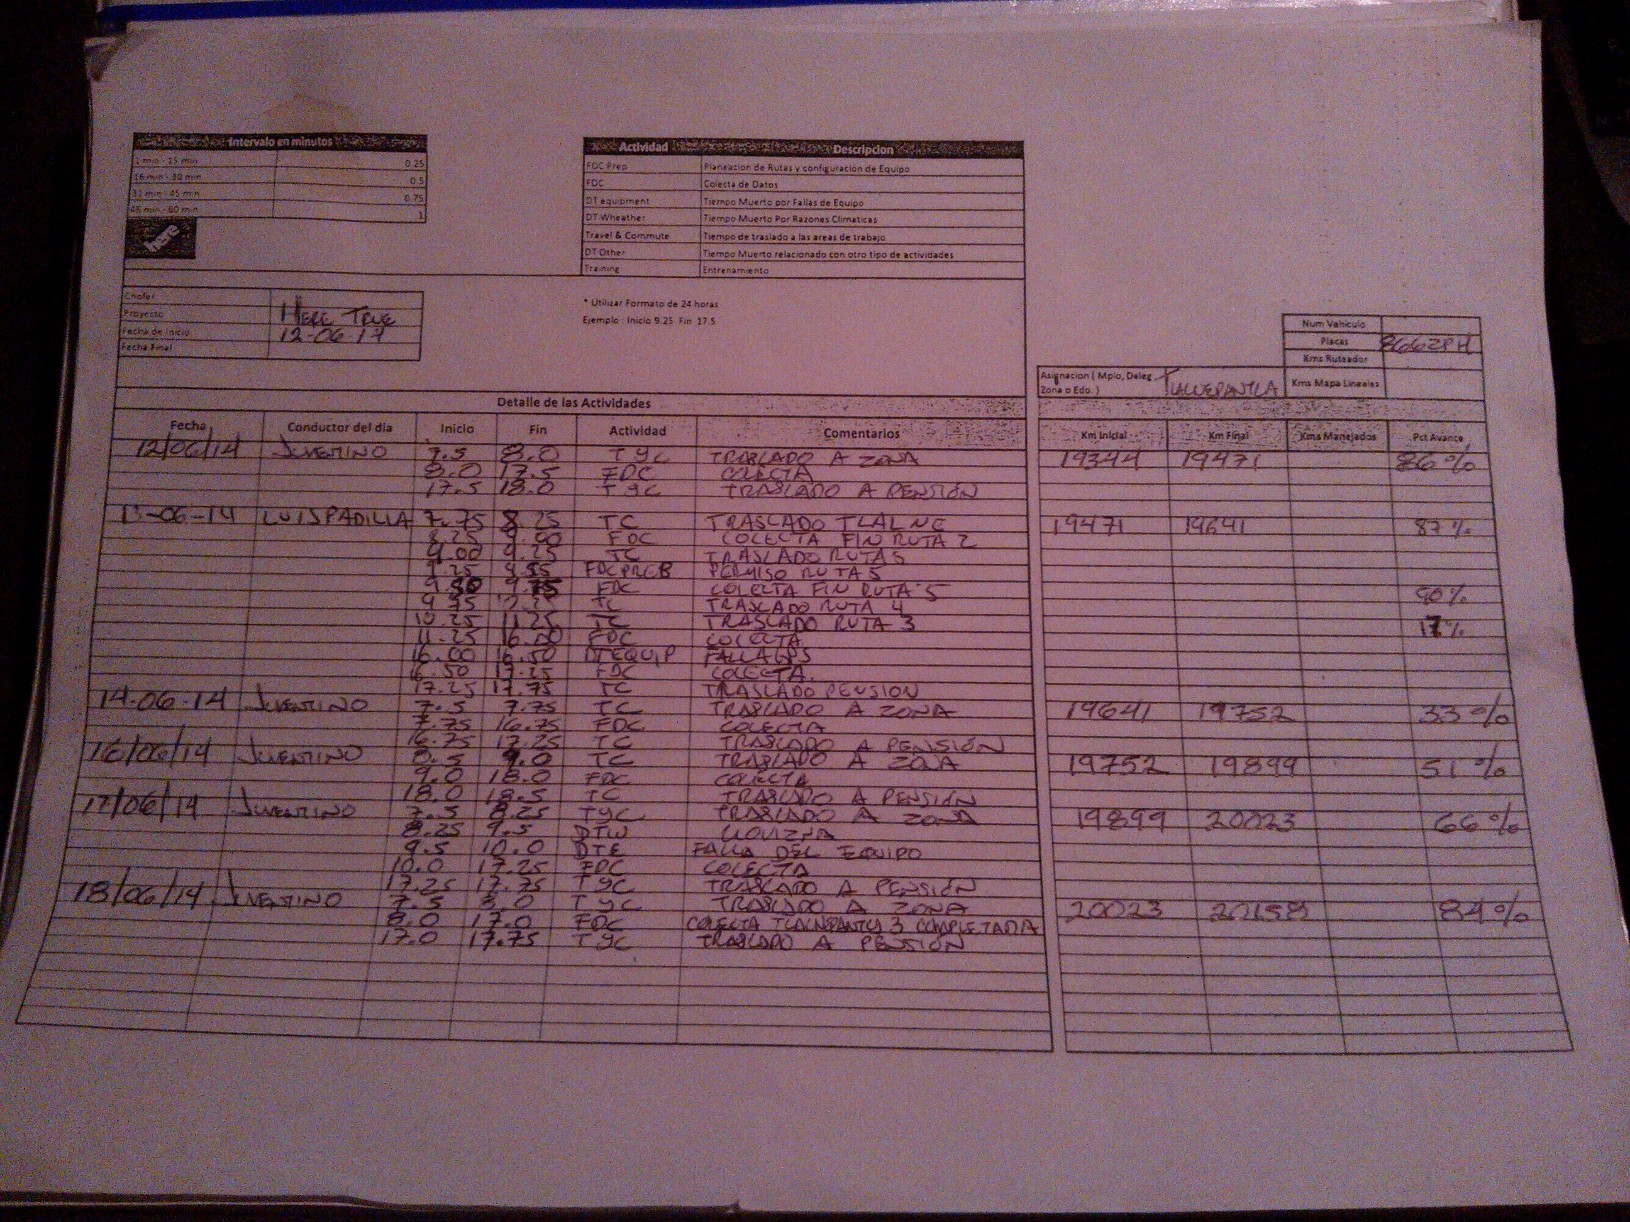 Intervalo en minutos
1 min - 15 min 0.25
16 min - 30 min 0.5
31 min - 45 min 0.75
46 min - 60 min 1
here
Actividad Descripcion
FDC Prep Planeacion de Rutas y configuracion de Equipo
FDC Colecta de Datos
DT equipment Tiempo Muerto por Fallas de Equipo
DT Wheather Tiempo Muerto Por Razones Climaticas
Travel & Commute Tiempo de traslado a las areas de trabajo
DT Other Tiempo Muerto relacionado con otro tipo de actividades
Training Entrenamiento
Chofer
Proyecto HERE TRUE
Fecha de Inicio 12-06-17
Fecha Final
* Utilizar Formato de 24 horas
Ejemplo : Inicio 9.25 Fin 17.5
Num Vehiculo
Placas 866ZPH
Kms Ruteador
Kms Mapa Lineales
Asignacion ( Mpio, Deleg, Zona o Edo. ) TLALNEPANTLA
Detalle de las Actividades
Fecha Conductor del dia Inicio Fin Actividad Comentarios Km Inicial Km Final Kms Manejados Pct Avance
12/06/14 JUVENTINO 7.5 8.0 TYC TRASLADO A ZONA 19344 19471 86%
8.0 17.5 FDC COLECTA
17.5 18.0 TYC TRASLADO A PENSIÓN
13-06-14 LUIS PADILLA 7.75 8.25 TC TRASLADO TLALNE 19471 19641 87%
8.25 9.00 FDC COLECTA FIN RUTA 2
9.00 9.25 TC TRASLADO RUTA 5
9.25 9.55 FDC PREP PERMISO RUTA 5
9.50 9.75 FDC COLECTA FIN RUTA 5 90%
9.75 TC TRASLADO RUTA 4
10.25 11.25 TC TRASLADO RUTA 3 17%
11.25 16.00 FDC COLECTA
16.00 16.50 DT EQUIP FALLA GPS
16.50 17.25 FDC COLECTA
17.25 17.75 TC TRASLADO PENSION
14-06-14 JUVENTINO 7.5 7.75 TC TRASLADO A ZONA 19641 19752 33%
7.75 16.75 FDC COLECTA
16.75 17.25 TC TRASLADO A PENSIÓN
16/06/14 JUVENTINO 8.5 9.0 TC TRASLADO A ZONA 19752 19899 51%
9.0 18.0 FDC COLECTA
18.0 18.5 TC TRASLADO A PENSIÓN
17/06/14 JUVENTINO 7.5 8.25 TYC TRASLADO A ZONA 19899 20023 66%
8.25 9.5 DTW LLOVIZNA
9.5 10.0 DTE FALLA DEL EQUIPO
10.0 17.25 FDC COLECTA
17.25 17.75 TYC TRASLADO A PENSIÓN
18/06/14 JUVENTINO 7.5 8.0 TYC TRASLADO A ZONA 20023 20158 84%
8.0 17.0 FDC COLECTA TLALNEPANTLA 3 COMPLETADA
17.0 17.75 TYC TRASLADO A PENSIÓN